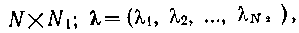 N×N₁; λ=(λ₁, λ₂, ..., λ_{N²}),